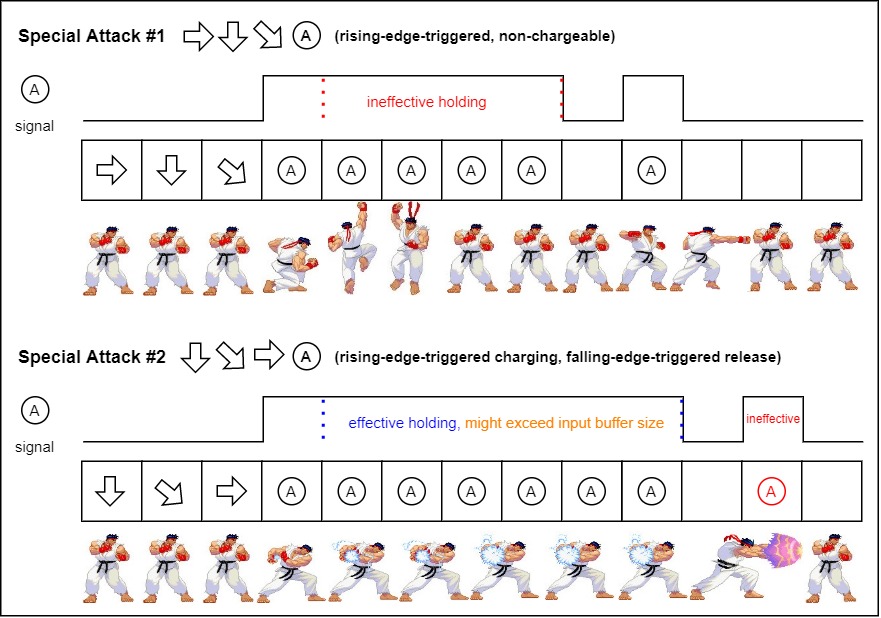 Special Attack #1 A (rising-edge-triggered, non-chargeable)
A
ineffective holding
signal
A A A A A A
Special Attack #2 A (rising-edge-triggered charging, falling-edge-triggered release)
A
effective holding, might exceed input buffer size
ineffective
signal
A A A A A A A A